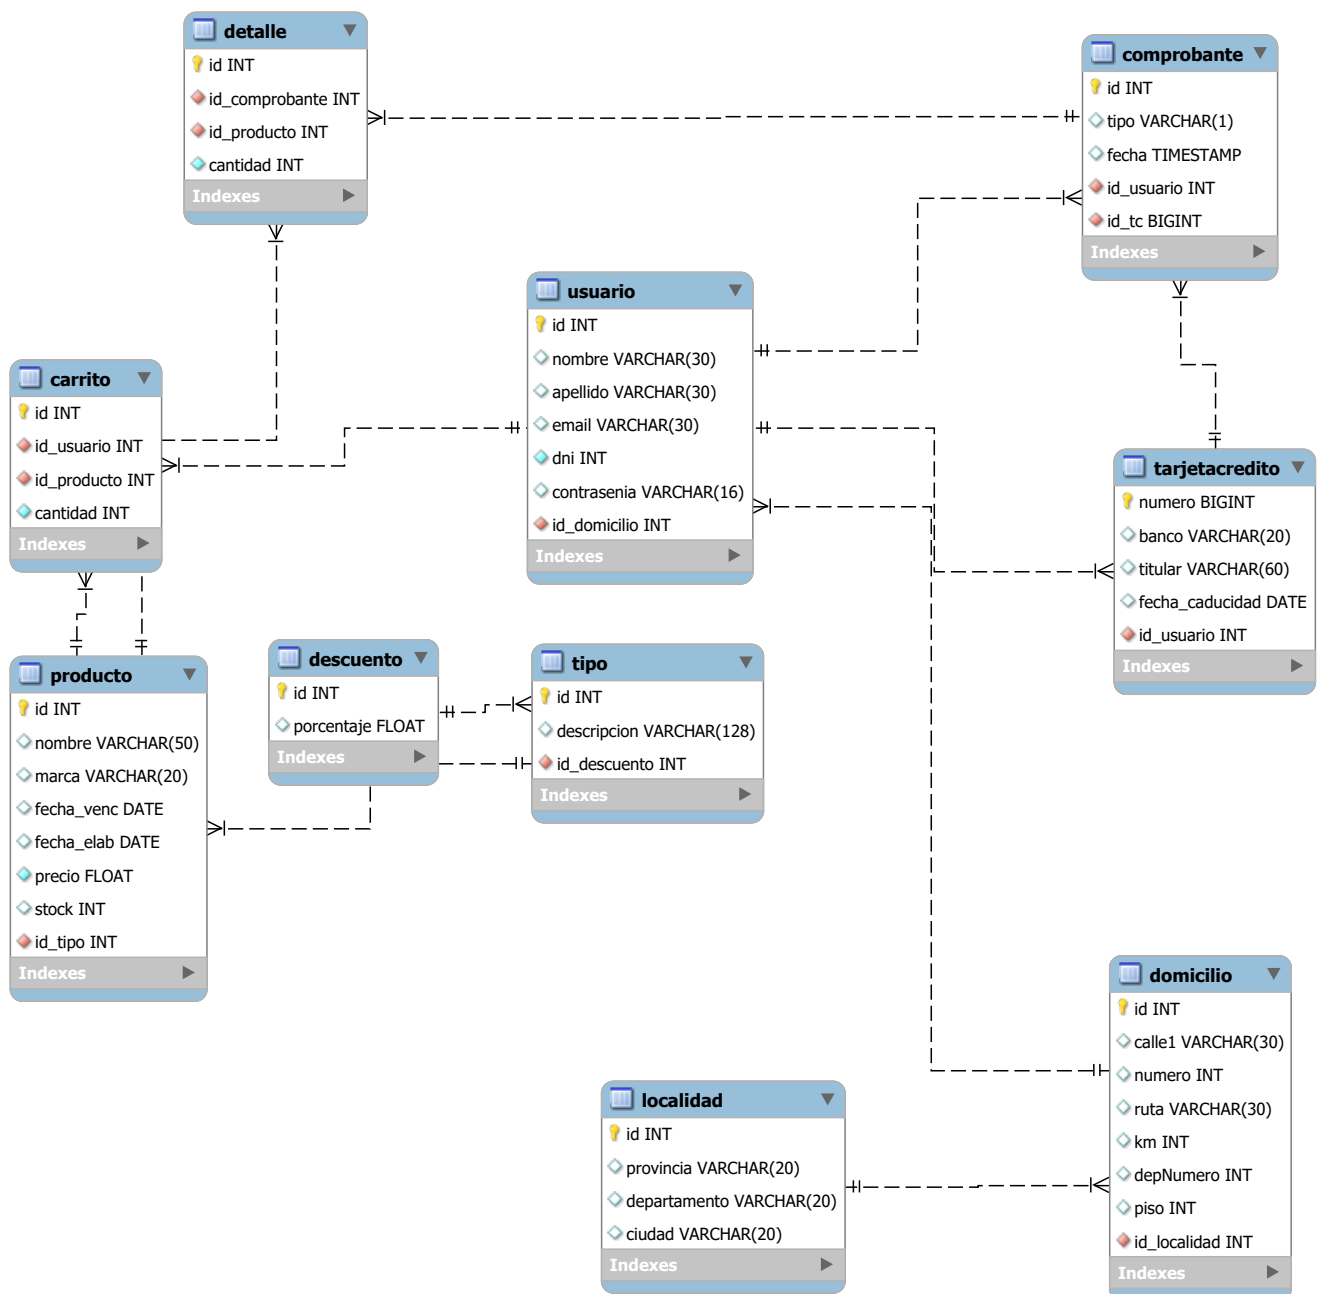 detalle
id INT
id_comprobante INT
id_producto INT
cantidad INT
Indexes
comprobante
id INT
tipo VARCHAR(1)
fecha TIMESTAMP
id_usuario INT
id_tc BIGINT
Indexes
usuario
id INT
nombre VARCHAR(30)
apellido VARCHAR(30)
email VARCHAR(30)
dni INT
contrasenia VARCHAR(16)
id_domicilio INT
Indexes
carrito
id INT
id_usuario INT
id_producto INT
cantidad INT
Indexes
tarjetacredito
numero BIGINT
banco VARCHAR(20)
titular VARCHAR(60)
fecha_caducidad DATE
id_usuario INT
Indexes
producto
id INT
nombre VARCHAR(50)
marca VARCHAR(20)
fecha_venc DATE
fecha_elab DATE
precio FLOAT
stock INT
id_tipo INT
Indexes
descuento
id INT
porcentaje FLOAT
Indexes
tipo
id INT
descripcion VARCHAR(128)
id_descuento INT
Indexes
domicilio
id INT
calle1 VARCHAR(30)
numero INT
ruta VARCHAR(30)
km INT
depNumero INT
piso INT
id_localidad INT
Indexes
localidad
id INT
provincia VARCHAR(20)
departamento VARCHAR(20)
ciudad VARCHAR(20)
Indexes